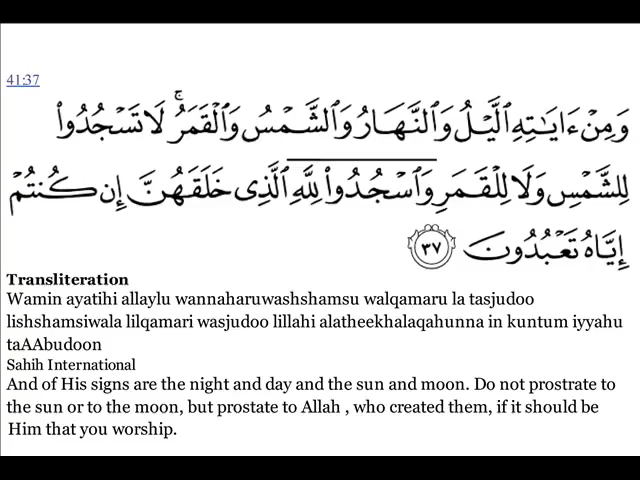 41:37
وَمِنْ ءَايَـٰتِهِ ٱلَّيْلُ وَٱلنَّهَارُ وَٱلشَّمْسُ وَٱلْقَمَرُ ۚ لَا تَسْجُدُوا۟
لِلشَّمْسِ وَلَا لِلْقَمَرِ وَٱسْجُدُوا۟ لِلَّهِ ٱلَّذِى خَلَقَهُنَّ إِن كُنتُمْ
إِيَّاهُ تَعْبُدُونَ ٣٧
Transliteration
Wamin ayatihi allaylu wannaharuwashshamsu walqamaru la tasjudoo
lishshamsiwala lilqamari wasjudoo lillahi alatheekhalaqahunna in kuntum iyyahu
taAAbudoon
Sahih International
And of His signs are the night and day and the sun and moon. Do not prostrate to
the sun or to the moon, but prostate to Allah , who created them, if it should be
Him that you worship.